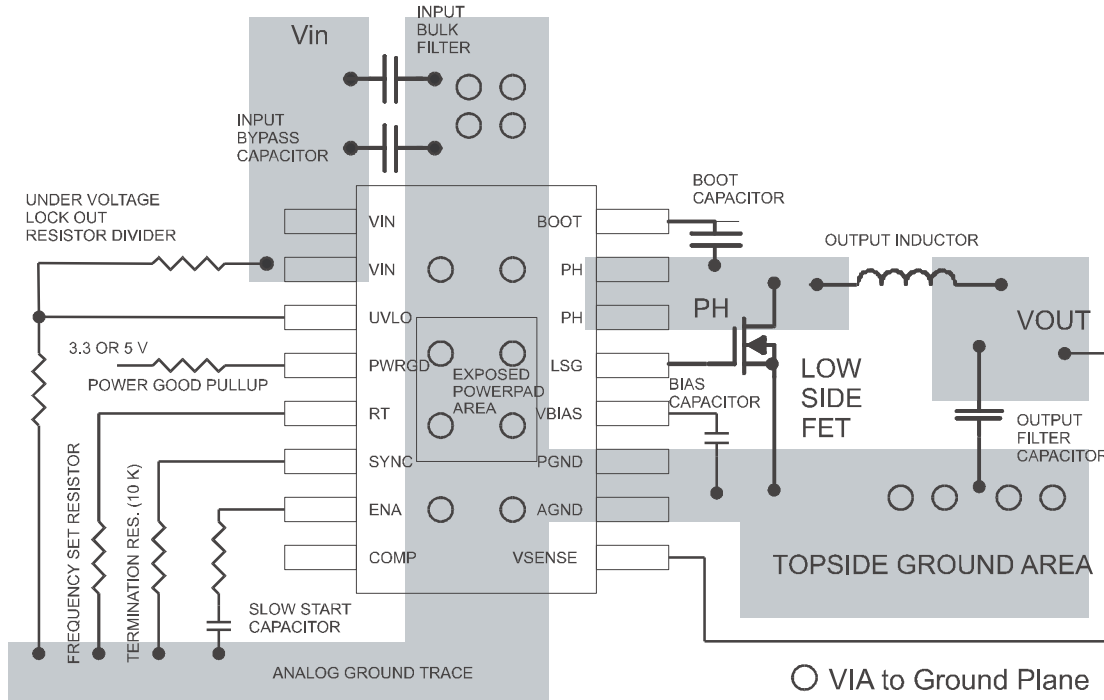 Vin
INPUT
BULK
FILTER
INPUT
BYPASS
CAPACITOR
UNDER VOLTAGE
LOCK OUT
RESISTOR DIVIDER
BOOT
CAPACITOR
OUTPUT INDUCTOR
VIN
BOOT
VIN
PH
UVLO
PH
PH
VOUT
3.3 OR 5 V
POWER GOOD PULLUP
PWRGD
LSG
EXPOSED
POWERPAD
AREA
BIAS
CAPACITOR
LOW
SIDE
FET
RT
VBIAS
OUTPUT
FILTER
CAPACITOR
SYNC
PGND
ENA
AGND
COMP
VSENSE
FREQUENCY SET RESISTOR
TERMINATION RES. (10 K)
SLOW START
CAPACITOR
TOPSIDE GROUND AREA
ANALOG GROUND TRACE
VIA to Ground Plane